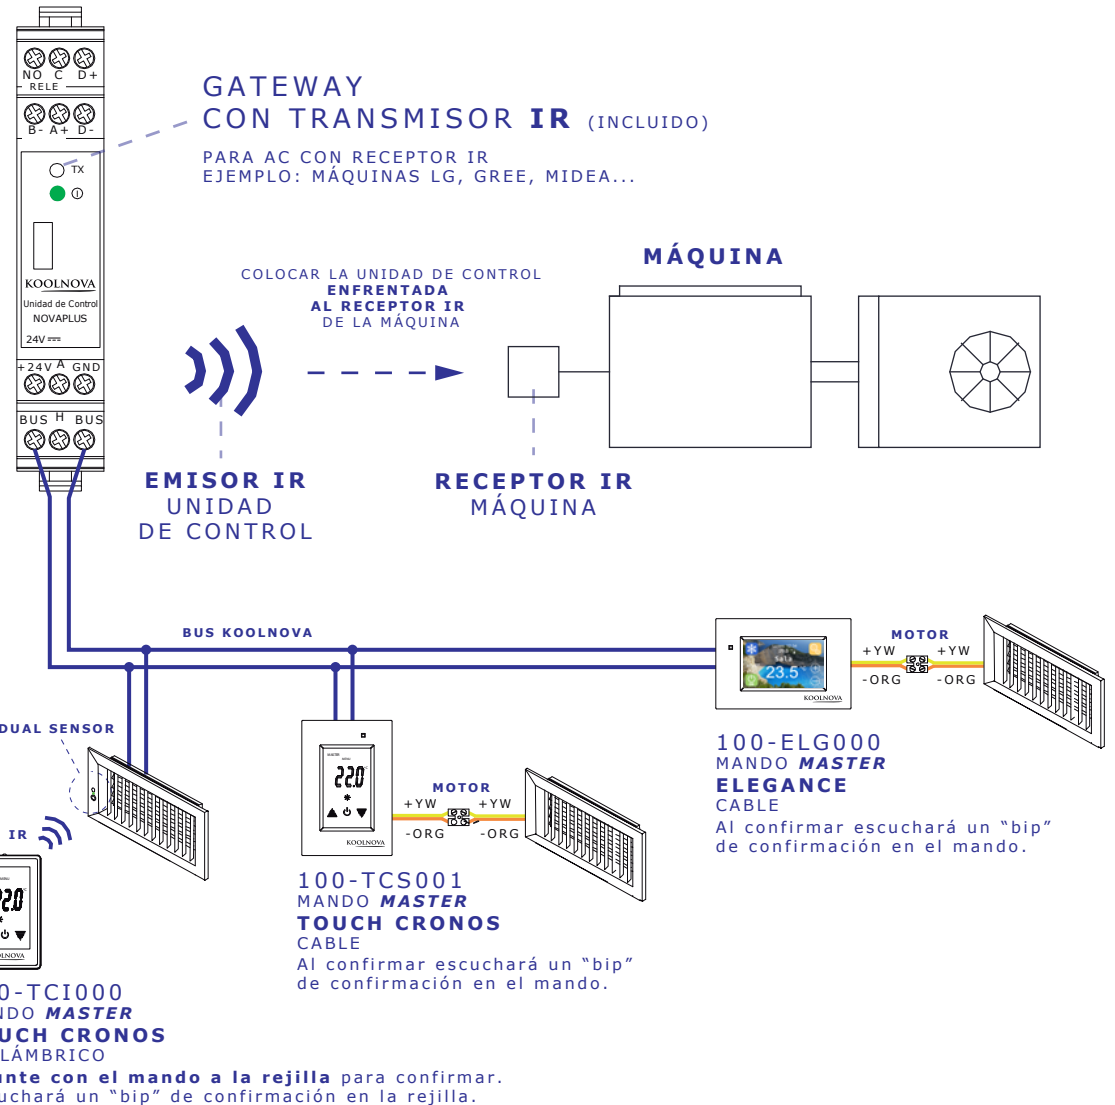 NO C D+
RELE
B- A+ D-
TX
KOOLNOVA
Unidad de Control
NOVAPLUS
24V
+24V A GND
BUS H BUS
GATEWAY
CON TRANSMISOR IR (INCLUIDO)
PARA AC CON RECEPTOR IR
EJEMPLO: MÁQUINAS LG, GREE, MIDEA...
COLOCAR LA UNIDAD DE CONTROL
ENFRENTADA
AL RECEPTOR IR
DE LA MÁQUINA
MÁQUINA
EMISOR IR
UNIDAD
DE CONTROL
RECEPTOR IR
MÁQUINA
BUS KOOLNOVA
23.5
KOOLNOVA
MOTOR
+YW +YW
-ORG -ORG
100-ELG000
MANDO MASTER
ELEGANCE
CABLE
Al confirmar escuchará un “bip”
de confirmación en el mando.
MASTER
MENU
22.0
KOOLNOVA
MOTOR
+YW +YW
-ORG -ORG
100-TCS001
MANDO MASTER
TOUCH CRONOS
CABLE
Al confirmar escuchará un “bip”
de confirmación en el mando.
DUAL SENSOR
IR
0-TCI000
NDO MASTER
UCH CRONOS
LÁMBRICO
unte con el mando a la rejilla para confirmar.
uchará un “bip” de confirmación en la rejilla.